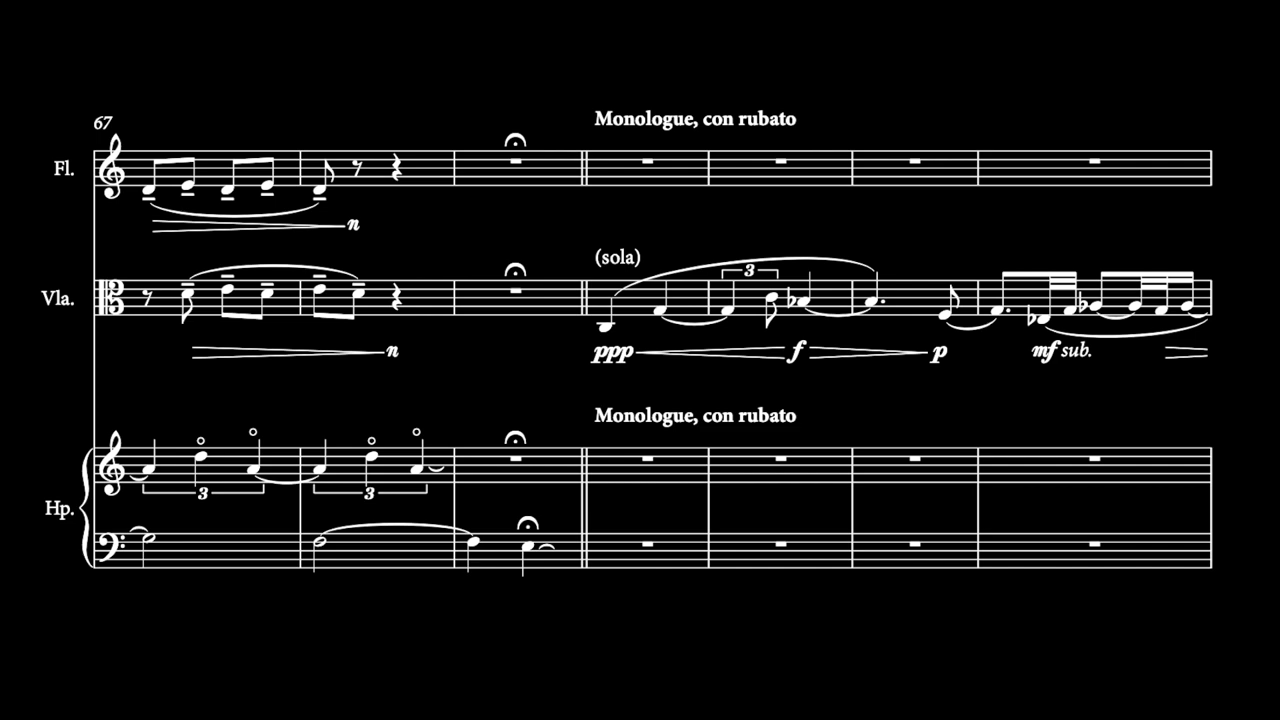 67
Monologue, con rubato
Fl.
n
(sola)
3
Vla.
n
ppp
f
p
mf sub.
Monologue, con rubato
3
3
Hp.